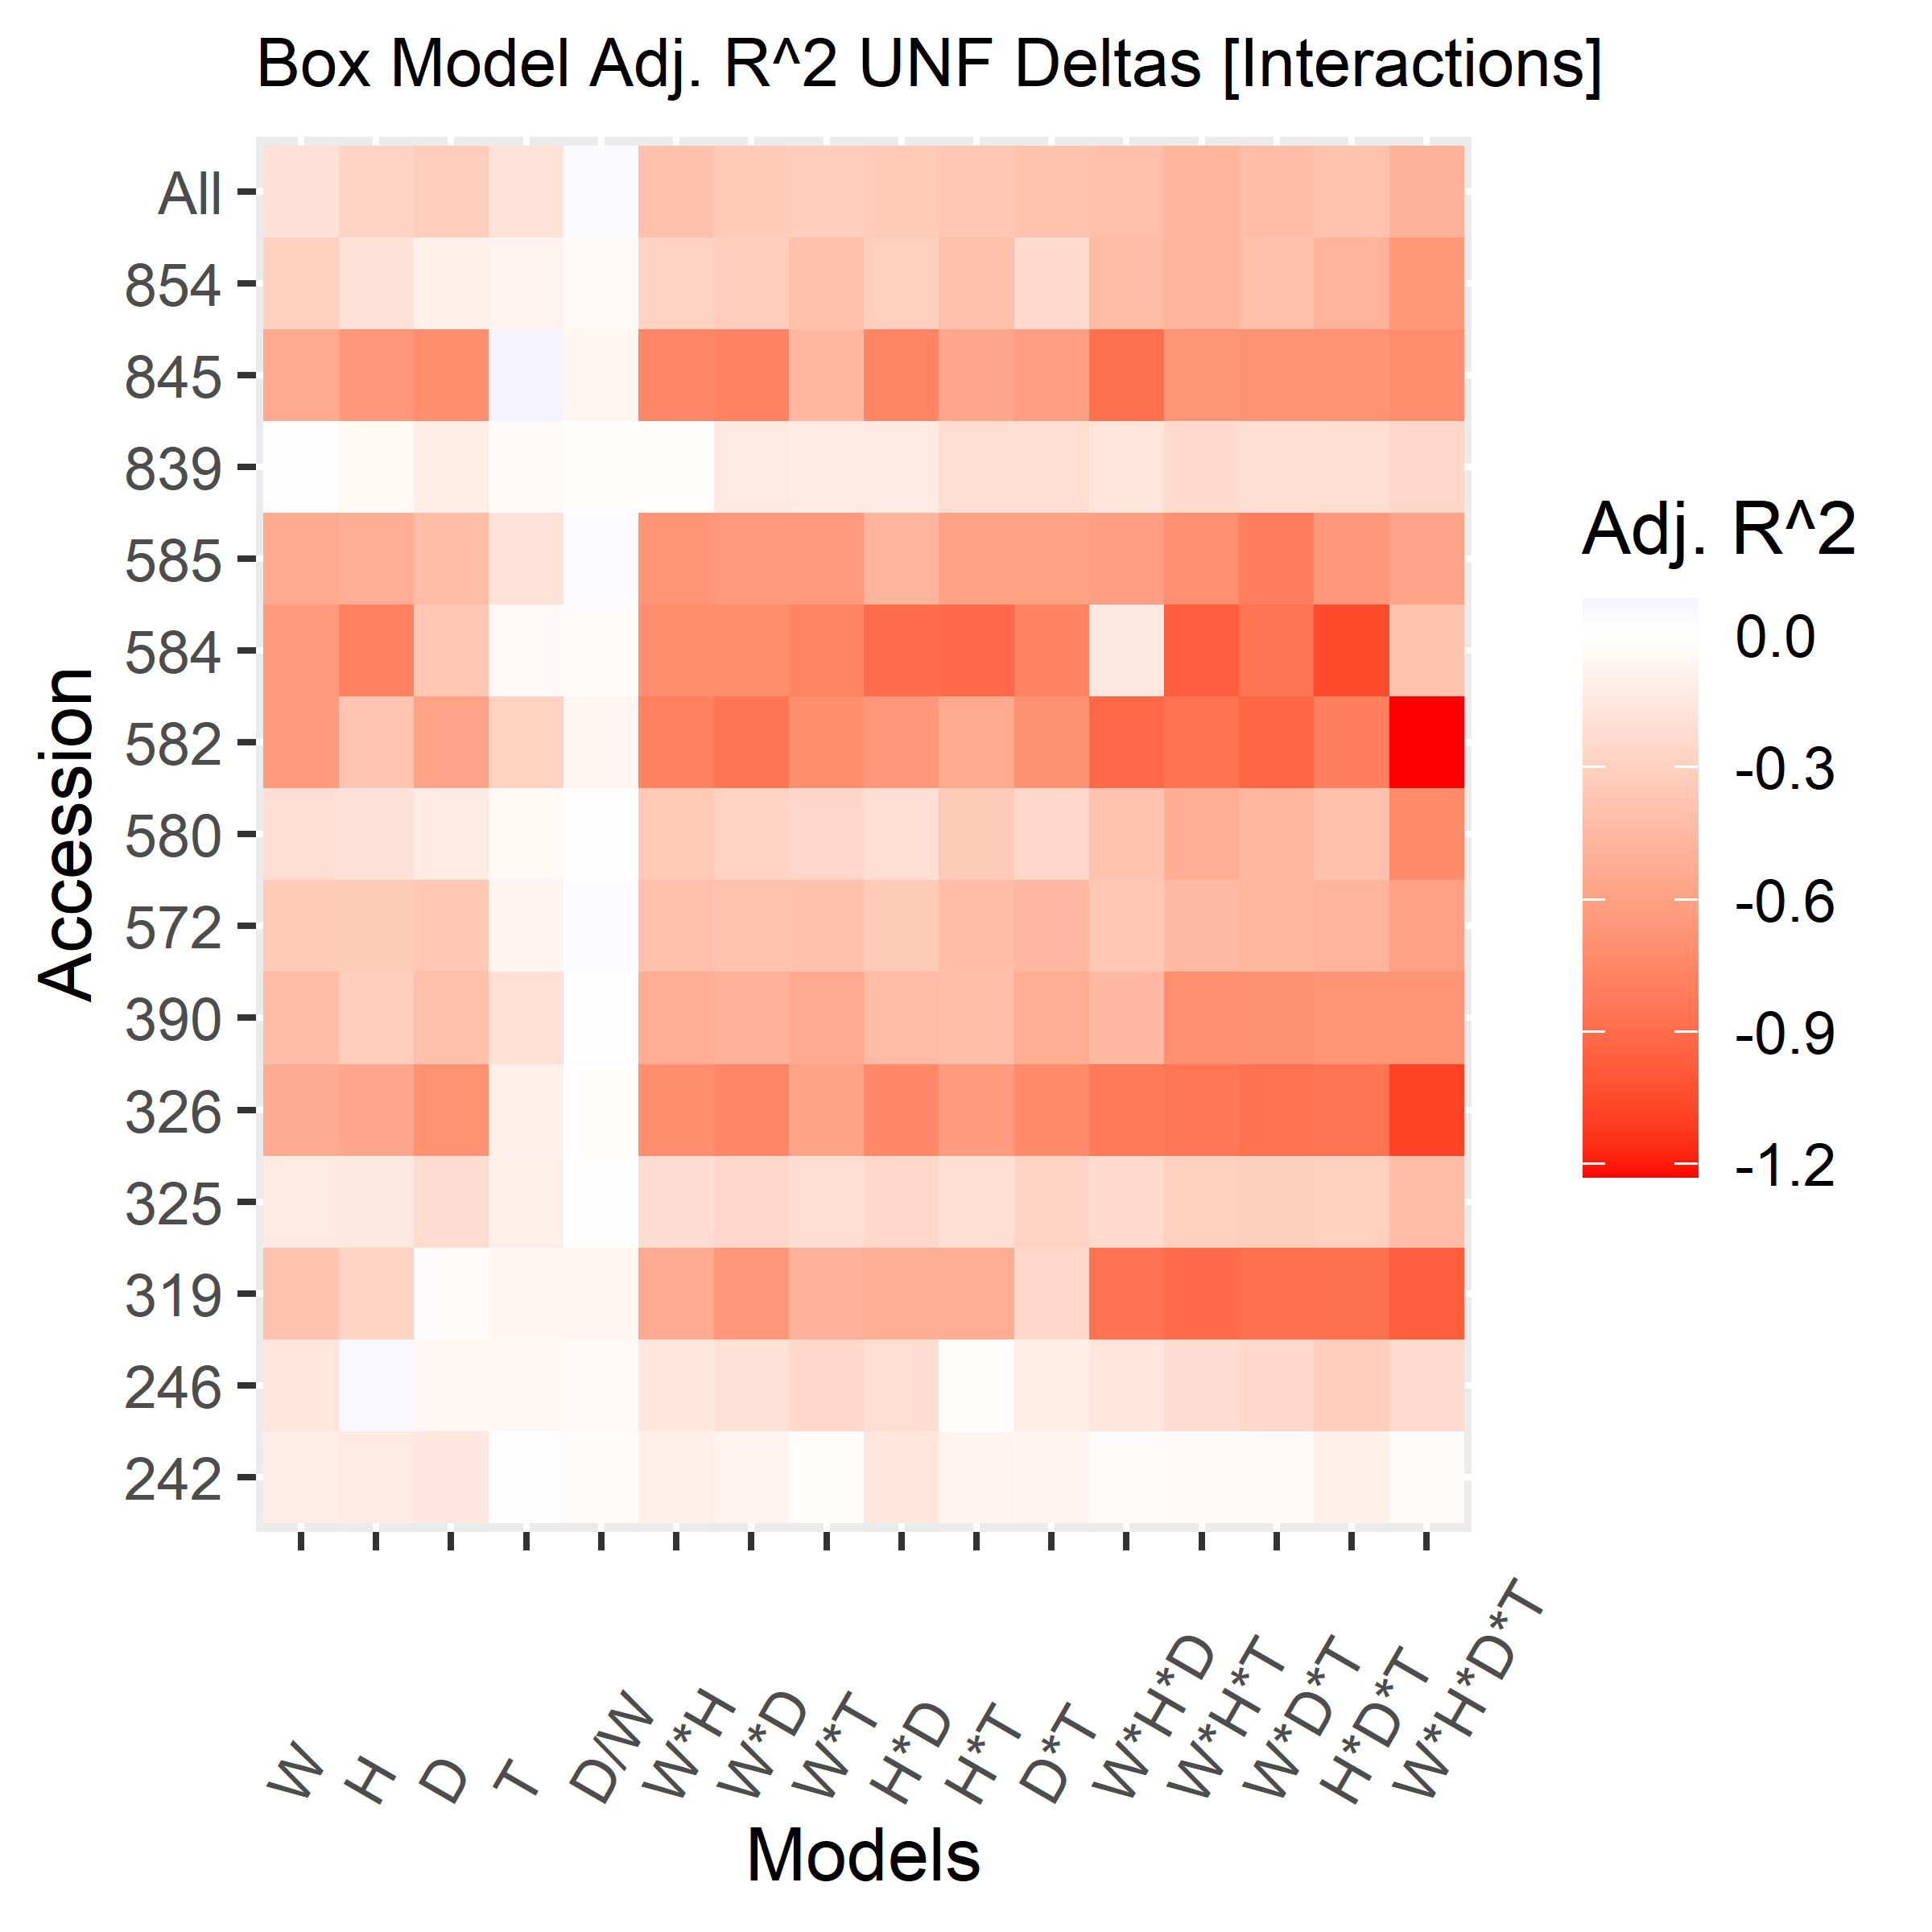 Box Model Adj. R^2 UNF Deltas [Interactions]
All
854
845
839
585
584
582
580
572
390
326
325
319
246
242
Accession
W
H
D
T
D/W
W*H
W*D
W*T
H*D
H*T
D*T
W*H*D
W*H*T
W*D*T
H*D*T
W*H*D*T
Models
Adj. R^2
0.0
-0.3
-0.6
-0.9
-1.2